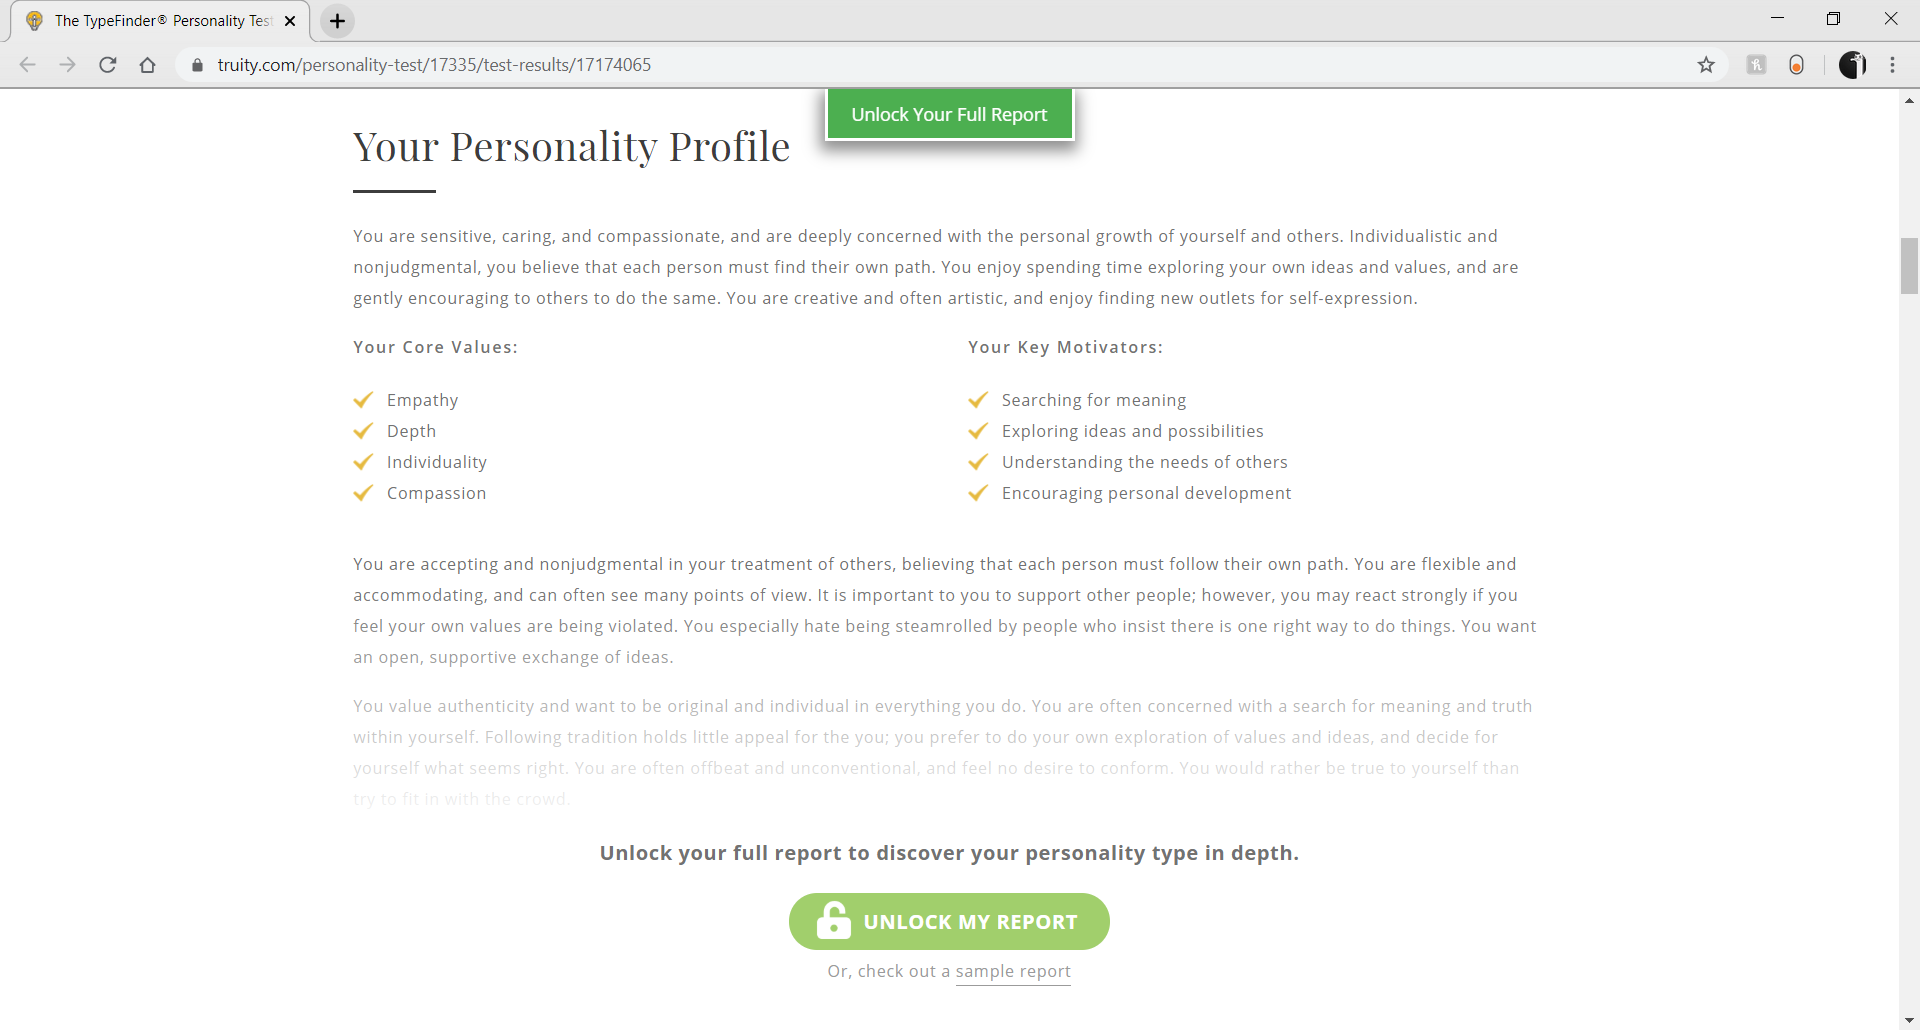 The TypeFinder® Personality Test
truity.com/personality-test/17335/test-results/17174065
Unlock Your Full Report
Your Personality Profile
You are sensitive, caring, and compassionate, and are deeply concerned with the personal growth of yourself and others. Individualistic and
nonjudgmental, you believe that each person must find their own path. You enjoy spending time exploring your own ideas and values, and are
gently encouraging to others to do the same. You are creative and often artistic, and enjoy finding new outlets for self-expression.
Your Core Values:
Empathy
Depth
Individuality
Compassion
Your Key Motivators:
Searching for meaning
Exploring ideas and possibilities
Understanding the needs of others
Encouraging personal development
You are accepting and nonjudgmental in your treatment of others, believing that each person must follow their own path. You are flexible and
accommodating, and can often see many points of view. It is important to you to support other people; however, you may react strongly if you
feel your own values are being violated. You especially hate being steamrolled by people who insist there is one right way to do things. You want
an open, supportive exchange of ideas.
You value authenticity and want to be original and individual in everything you do. You are often concerned with a search for meaning and truth
within yourself. Following tradition holds little appeal for the you; you prefer to do your own exploration of values and ideas, and decide for
yourself what seems right. You are often offbeat and unconventional, and feel no desire to conform. You would rather be true to yourself than
try to fit in with the crowd.
Unlock your full report to discover your personality type in depth.
UNLOCK MY REPORT
Or, check out a sample report